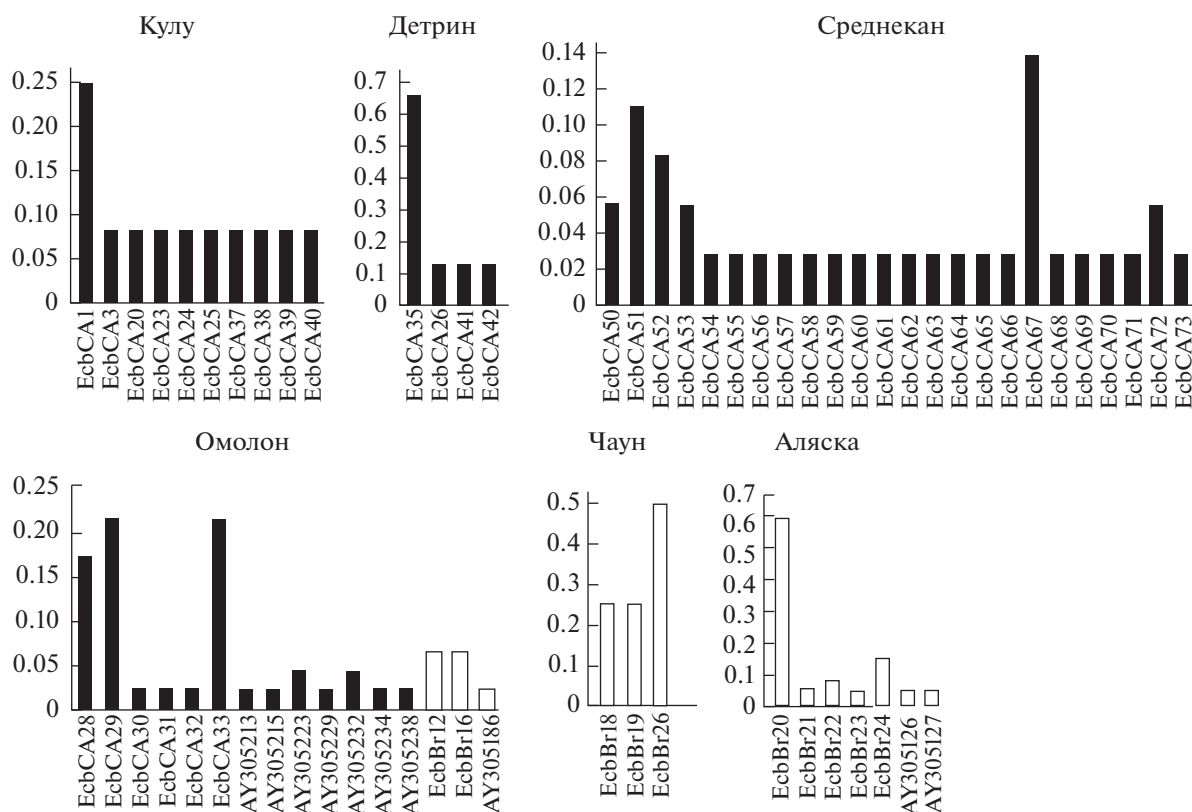 Кулу
0.25
0.20
0.15
0.10
0.05
0
EcbCA1
EcbCA3
EcbCA20
EcbCA23
EcbCA24
EcbCA25
EcbCA37
EcbCA38
EcbCA39
EcbCA40
Детрин
0.7
0.6
0.5
0.4
0.3
0.2
0.1
0
EcbCA35
EcbCA26
EcbCA41
EcbCA42
Среднекан
0.14
0.12
0.10
0.08
0.06
0.04
0.02
0
EcbCA50
EcbCA51
EcbCA52
EcbCA53
EcbCA54
EcbCA55
EcbCA56
EcbCA57
EcbCA58
EcbCA59
EcbCA60
EcbCA61
EcbCA62
EcbCA63
EcbCA64
EcbCA65
EcbCA66
EcbCA67
EcbCA68
EcbCA69
EcbCA70
EcbCA71
EcbCA72
EcbCA73
Омолон
0.25
0.20
0.15
0.10
0.05
0
EcbCA28
EcbCA29
EcbCA30
EcbCA31
EcbCA32
EcbCA33
AY305213
AY305215
AY305223
AY305229
AY305232
AY305234
AY305238
EcbBr12
EcbBr16
AY305186
Чаун
0.5
0.4
0.3
0.2
0.1
0
EcbBr18
EcbBr19
EcbBr26
Аляска
0.7
0.6
0.5
0.4
0.3
0.2
0.1
0
EcbBr20
EcbBr21
EcbBr22
EcbBr23
EcbBr24
AY305126
AY305127